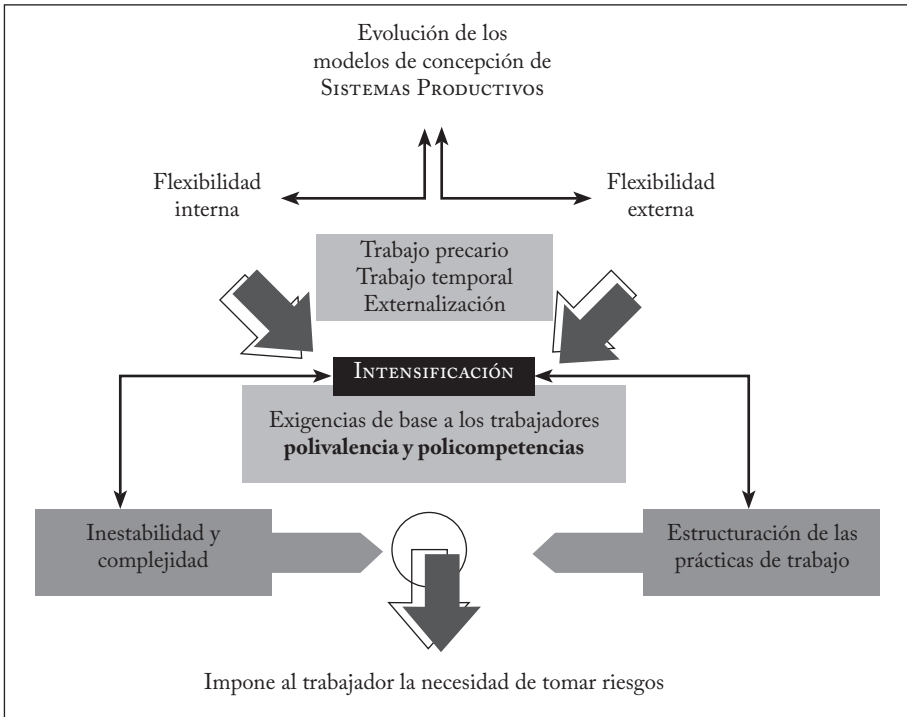 Evolución de los
modelos de concepción de
SISTEMAS PRODUCTIVOS
Flexibilidad
interna
Flexibilidad
externa
Trabajo precario
Trabajo temporal
Externalización
INTENSIFICACIÓN
Exigencias de base a los trabajadores
polivalencia y policompetencias
Inestabilidad y
complejidad
Estructuración de las
prácticas de trabajo
Impone al trabajador la necesidad de tomar riesgos